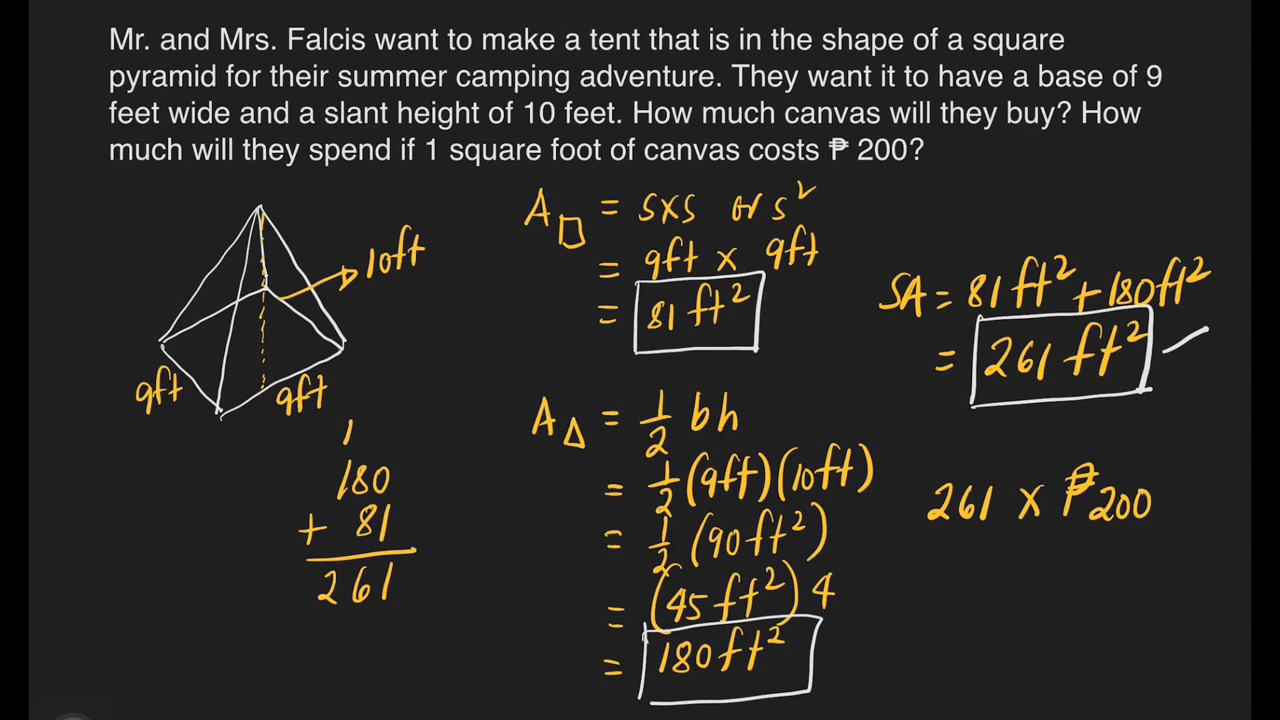 Mr. and Mrs. Falcis want to make a tent that is in the shape of a square
pyramid for their summer camping adventure. They want it to have a base of 9
feet wide and a slant height of 10 feet. How much canvas will they buy? How
much will they spend if 1 square foot of canvas costs ₱ 200?
10ft
9ft
9ft
1
180
+ 81
261
A□ = s×s or s²
= 9ft × 9ft
= 81 ft²
A△ = 1/2 bh
= 1/2 (9ft)(10ft)
= 1/2 (90ft²)
= (45ft²)4
= 180ft²
SA = 81ft² + 180ft²
= 261 ft²
261 × ₱200